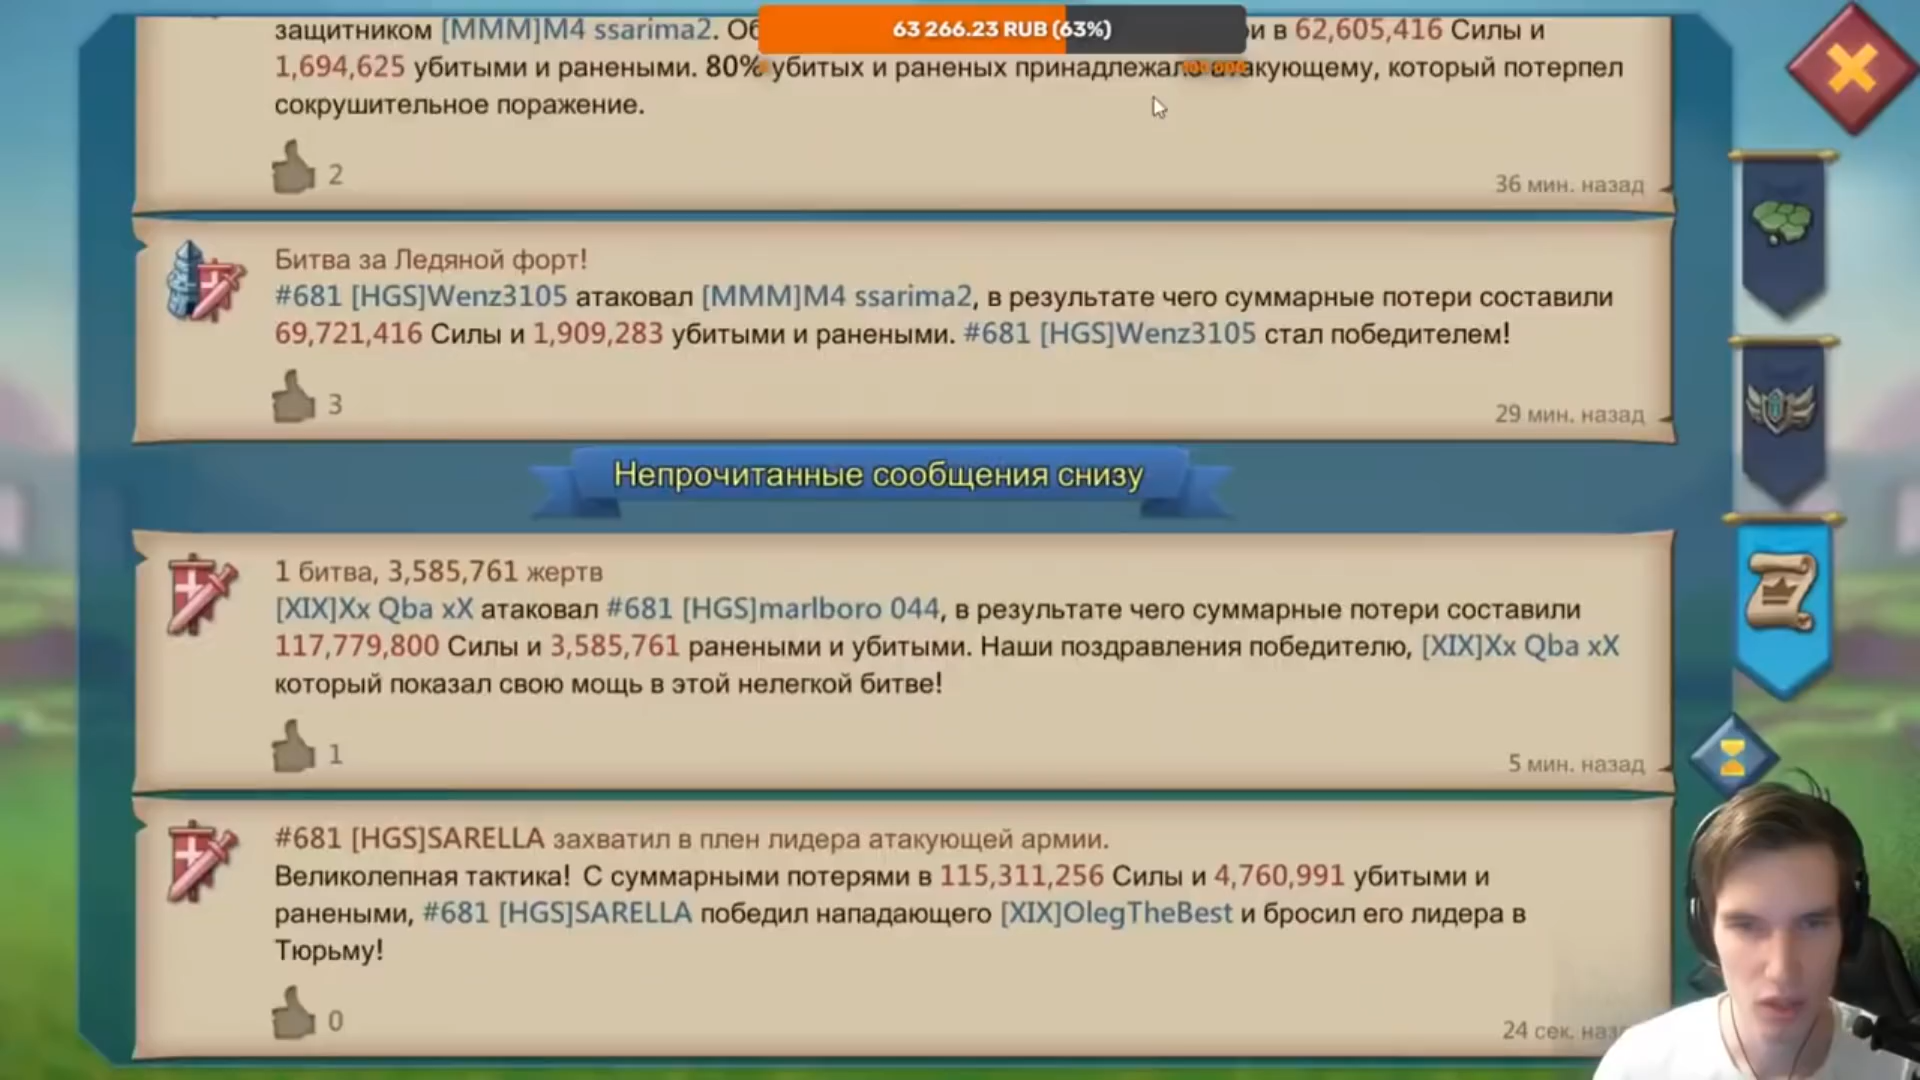 63 266.23 RUB (63%)
защитником [MMM]M4 ssarima2. Об и в 62,605,416 Силы и
1,694,625 убитыми и ранеными. 80% убитых и раненых принадлежало атакующему, который потерпел
сокрушительное поражение.
2
36 мин. назад
Битва за Ледяной форт!
#681 [HGS]Wenz3105 атаковал [MMM]M4 ssarima2, в результате чего суммарные потери составили
69,721,416 Силы и 1,909,283 убитыми и ранеными. #681 [HGS]Wenz3105 стал победителем!
3
29 мин. назад
Непрочитанные сообщения снизу
1 битва, 3,585,761 жертв
[XIX]Xx Qba xX атаковал #681 [HGS]marlboro 044, в результате чего суммарные потери составили
117,779,800 Силы и 3,585,761 ранеными и убитыми. Наши поздравления победителю, [XIX]Xx Qba xX
который показал свою мощь в этой нелегкой битве!
1
5 мин. назад
#681 [HGS]SARELLA захватил в плен лидера атакующей армии.
Великолепная тактика! С суммарными потерями в 115,311,256 Силы и 4,760,991 убитыми и
ранеными, #681 [HGS]SARELLA победил нападающего [XIX]OlegTheBest и бросил его лидера в
Тюрьму!
0
24 сек. наз